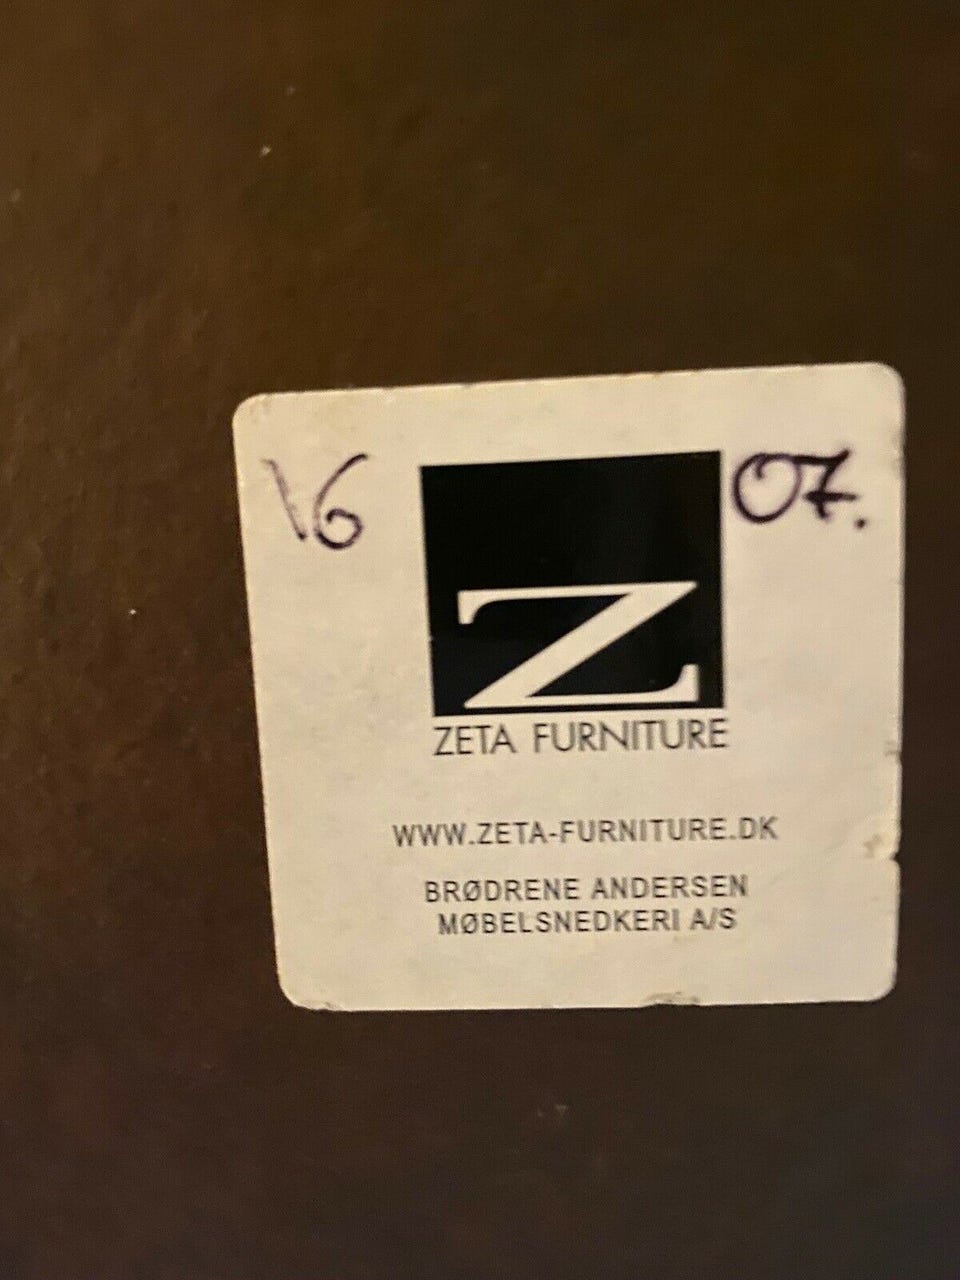 16 07.
Z
ZETA FURNITURE
WWW.ZETA-FURNITURE.DK
BRØDRENE ANDERSEN
MØBELSNEDKERI A/S